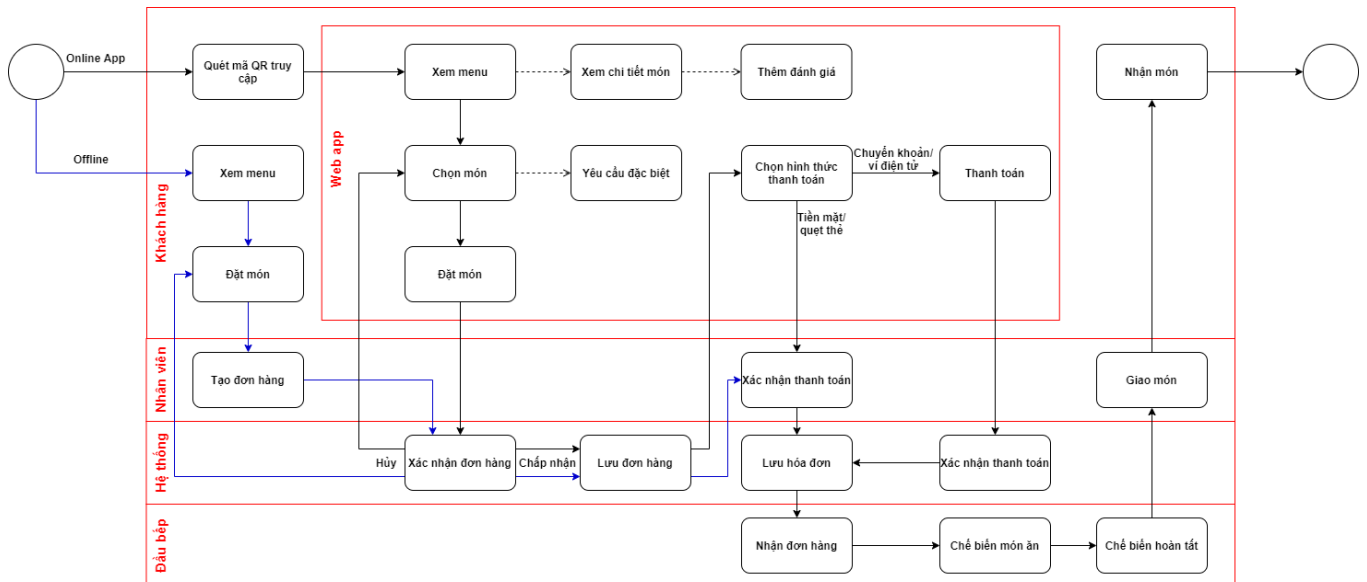 Online App
Quét mã QR truy
cập
Xem menu
Xem chi tiết món
Thêm đánh giá
Nhận món
Offline
Xem menu
Web app
Chọn món
Yêu cầu đặc biệt
Chọn hình thức
thanh toán
Chuyển khoản/
ví điện tử
Thanh toán
Khách hàng
Tiền mặt/
quẹt thẻ
Đặt món
Đặt món
Nhân viên
Tạo đơn hàng
Xác nhận thanh toán
Giao món
Hệ thống
Hủy
Xác nhận đơn hàng
Chấp nhận
Lưu đơn hàng
Lưu hóa đơn
Xác nhận thanh toán
Đầu bếp
Nhận đơn hàng
Chế biến món ăn
Chế biến hoàn tất